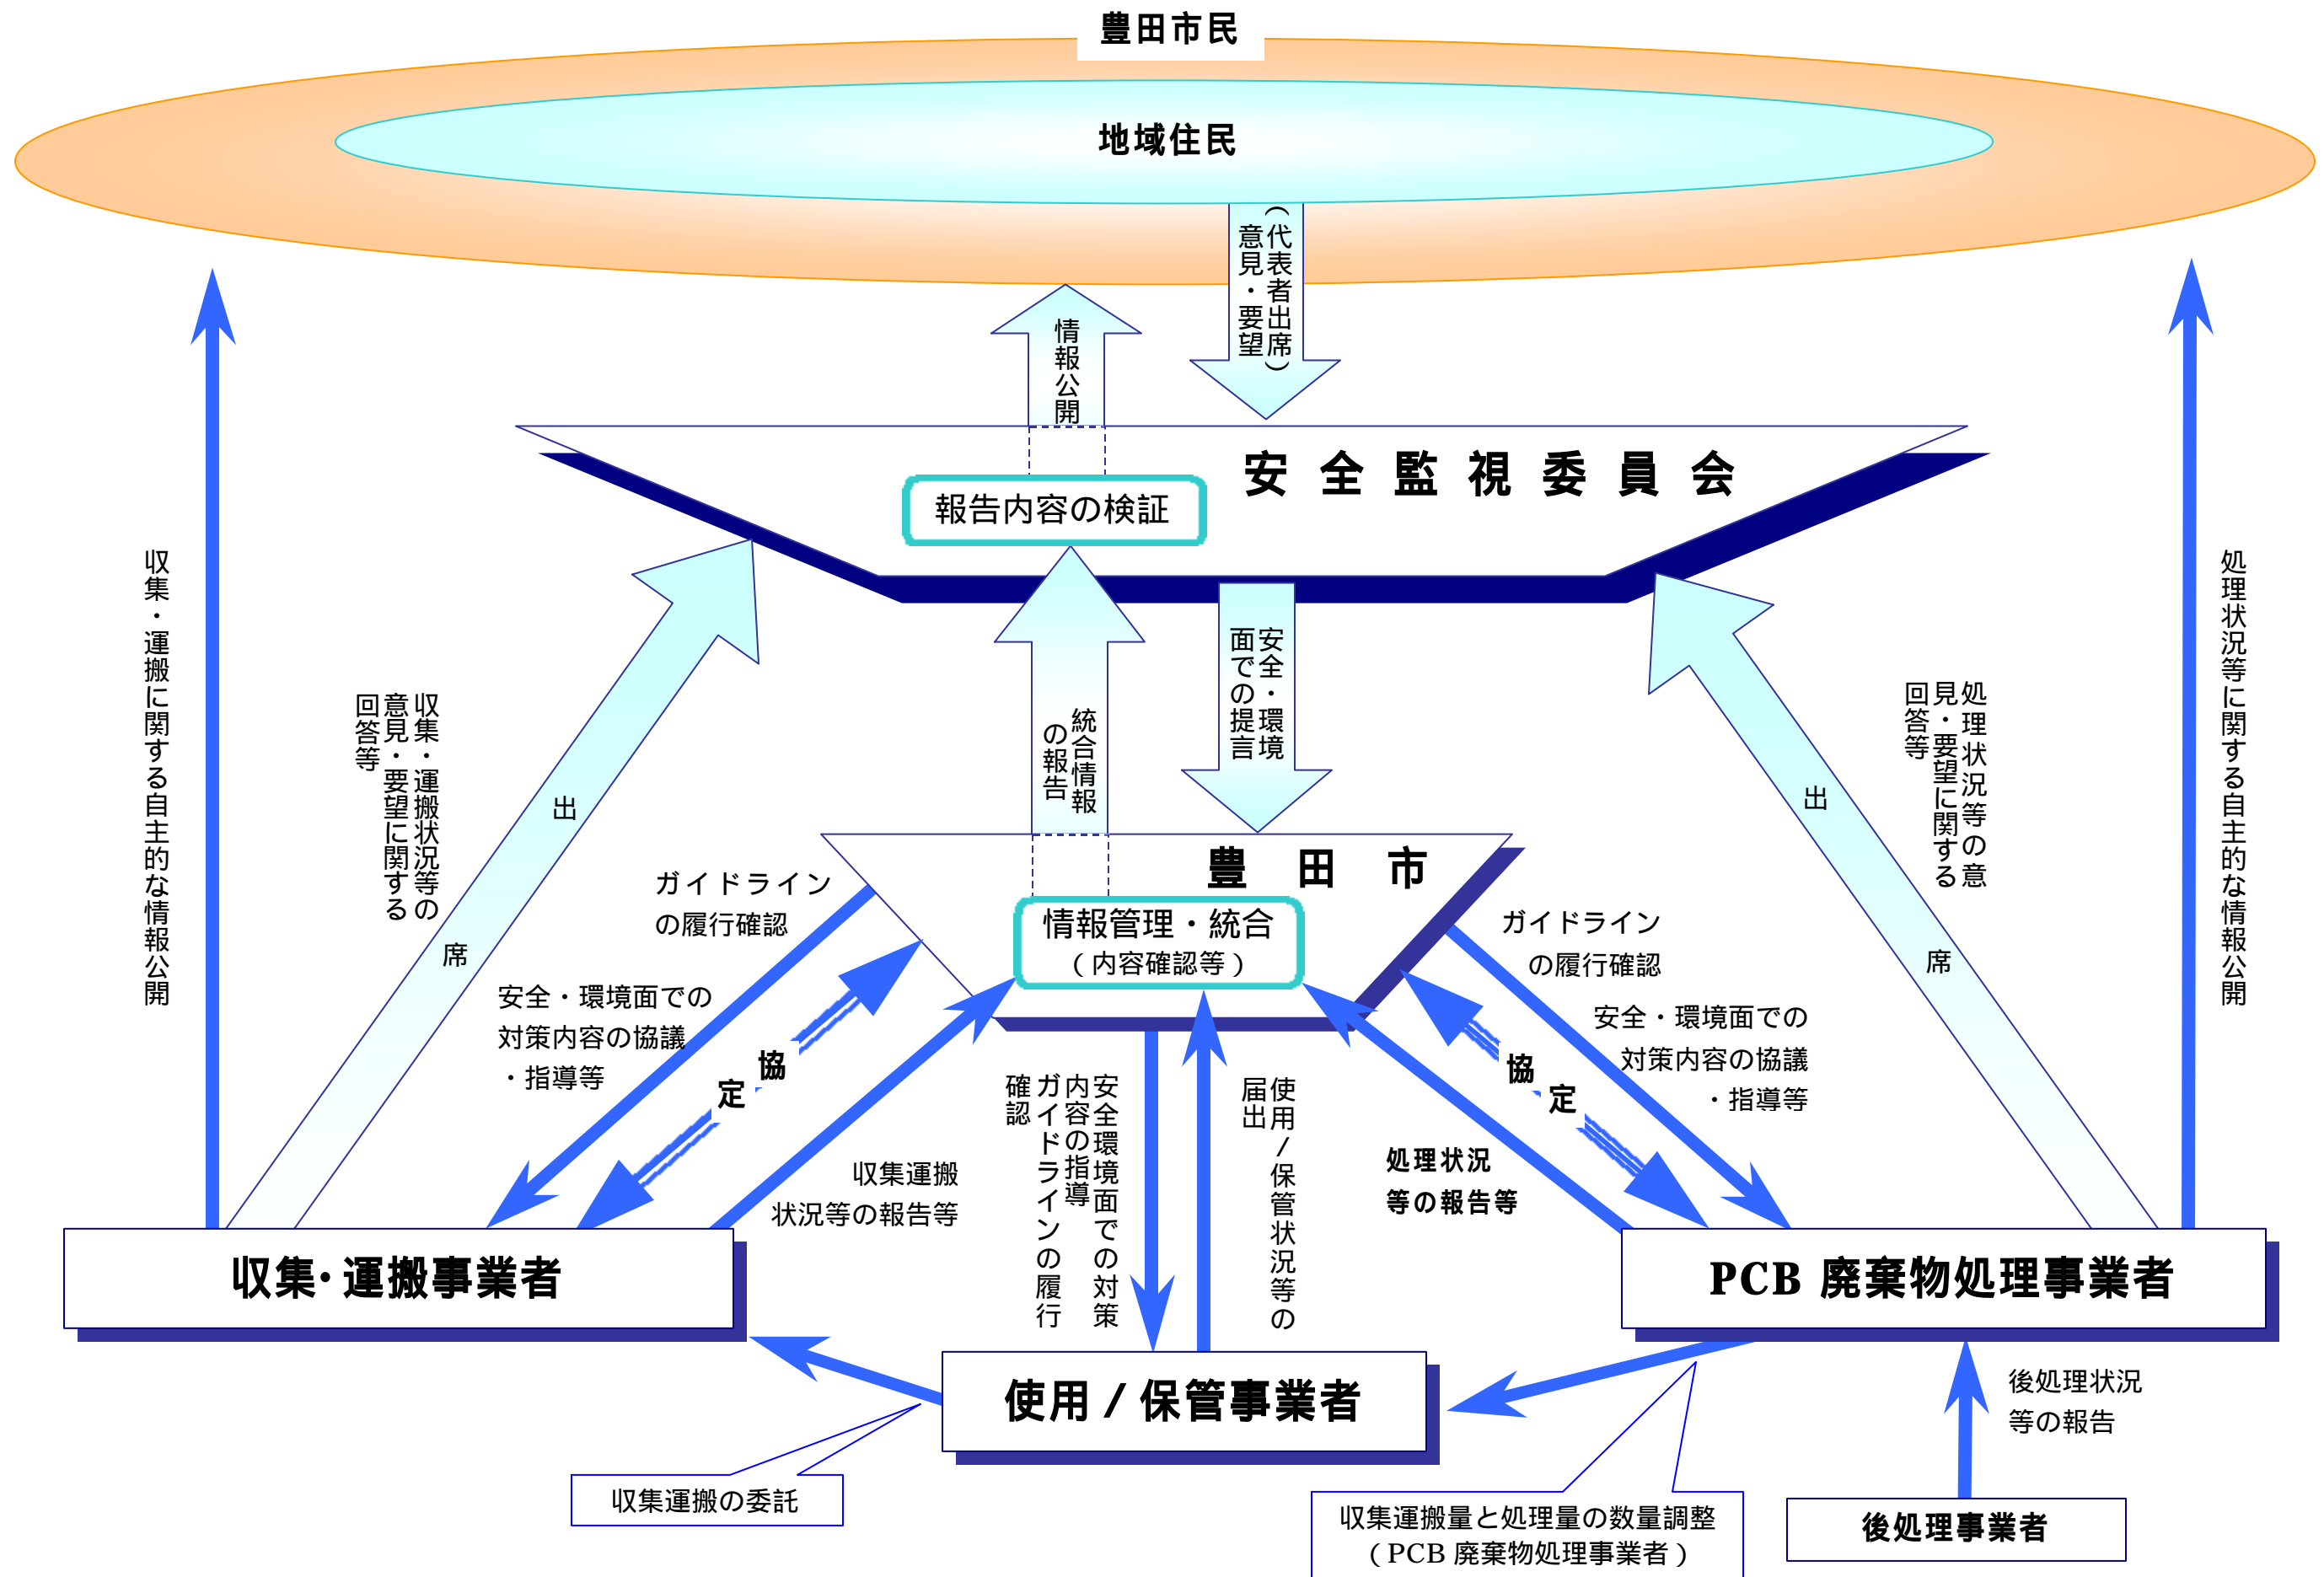 豊田市民
地域住民
（代表者出席）
意見・要望
情報公開
安全監視委員会
報告内容の検証
収集・運搬に関する自主的な情報公開
収集・運搬状況等の
意見・要望に関する
回答等
出
席
統合情報
の報告
安全・環境
面での提言
処理状況等の意
見・要望に関する
回答等
出
席
処理状況等に関する自主的な情報公開
豊田市
情報管理・統合
（内容確認等）
ガイドライン
の履行確認
安全・環境面での
対策内容の協議
・指導等
協
定
収集運搬
状況等の報告等
安全環境面での対策
内容の指導
ガイドラインの履行
確認
使用/保管状況等の
届出
ガイドライン
の履行確認
安全・環境面での
対策内容の協議
・指導等
協
定
処理状況
等の報告等
収集・運搬事業者
PCB 廃棄物処理事業者
使用/保管事業者
収集運搬の委託
収集運搬量と処理量の数量調整
（PCB 廃棄物処理事業者）
後処理状況
等の報告
後処理事業者